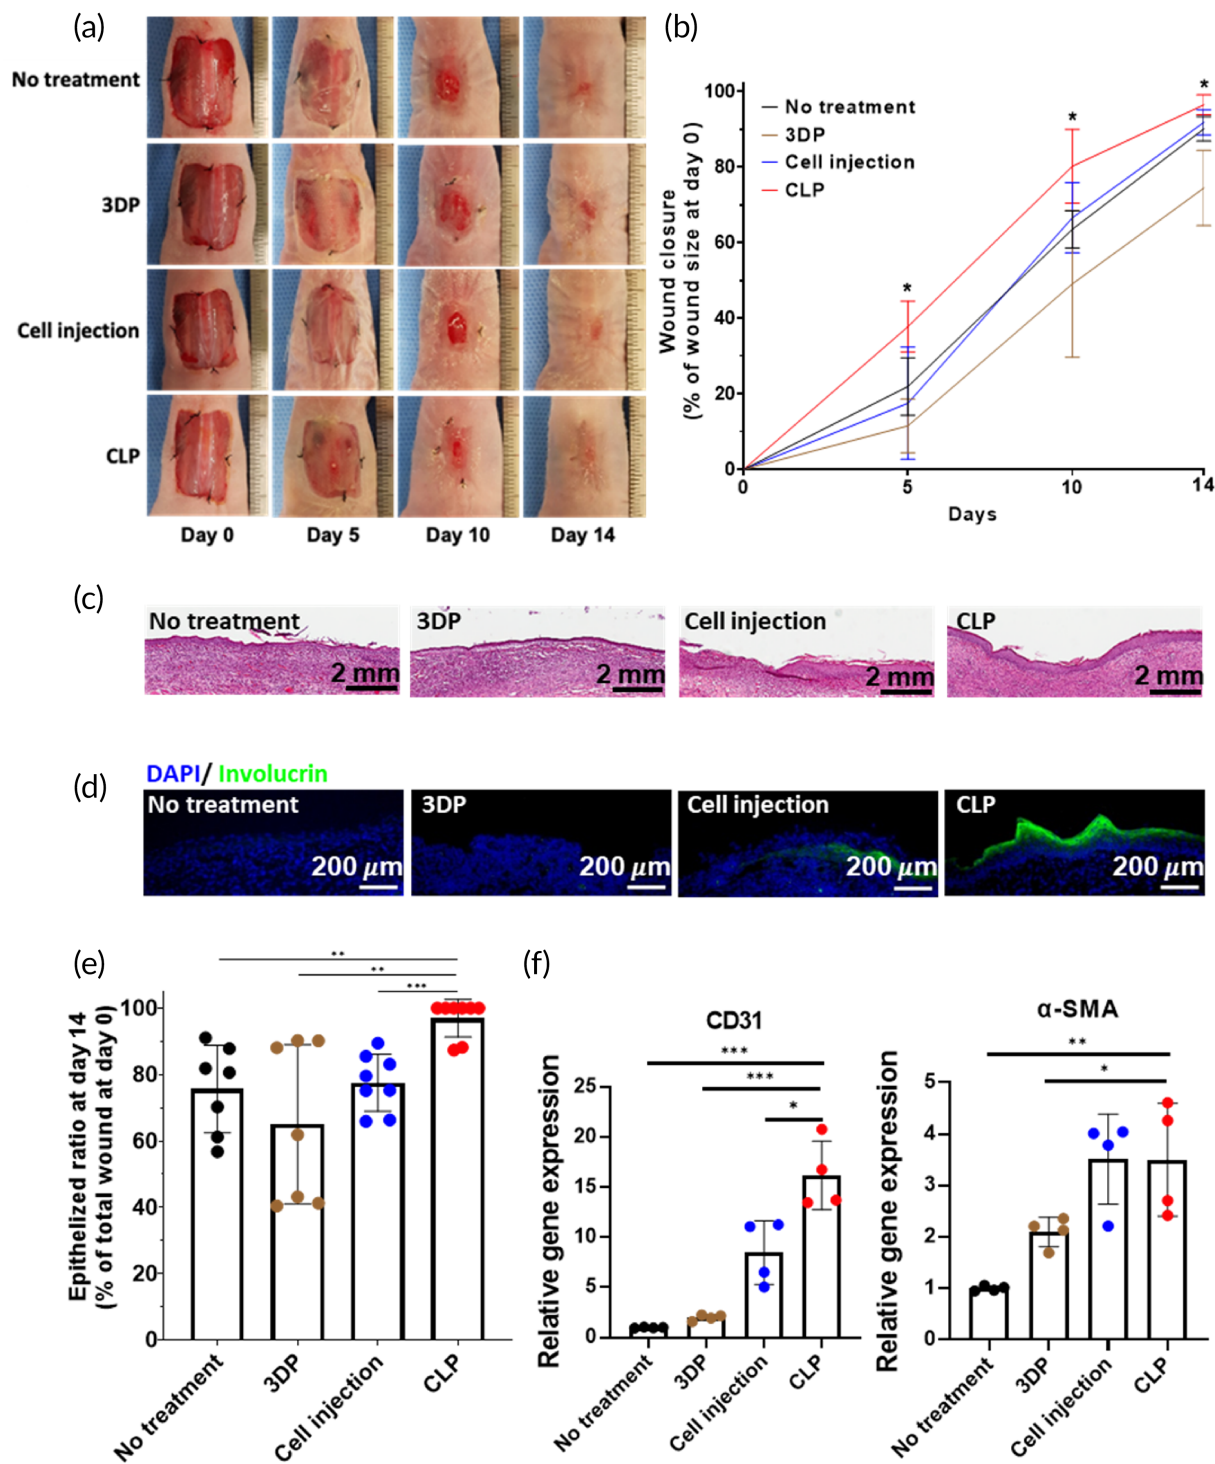 (a)
No treatment
3DP
Cell injection
CLP
Day 0 Day 5 Day 10 Day 14
(b)
Wound closure
(% of wound size at day 0)
100
80
60
40
20
0
No treatment
3DP
Cell injection
CLP
*
*
*
0 5 10 14
Days
(c)
No treatment 3DP Cell injection CLP
2 mm 2 mm 2 mm 2 mm
(d)
DAPI/ Involucrin
No treatment 3DP Cell injection CLP
200 μm 200 μm 200 μm 200 μm
(e)
**
**
***
Epithelized ratio at day 14
(% of total wound at day 0)
100
80
60
40
20
0
No treatment 3DP Cell injection CLP
(f)
CD31
***
***
*
Relative gene expression
25
20
15
10
5
0
No treatment 3DP Cell injection CLP
α-SMA
**
*
Relative gene expression
5
4
3
2
1
0
No treatment 3DP Cell injection CLP